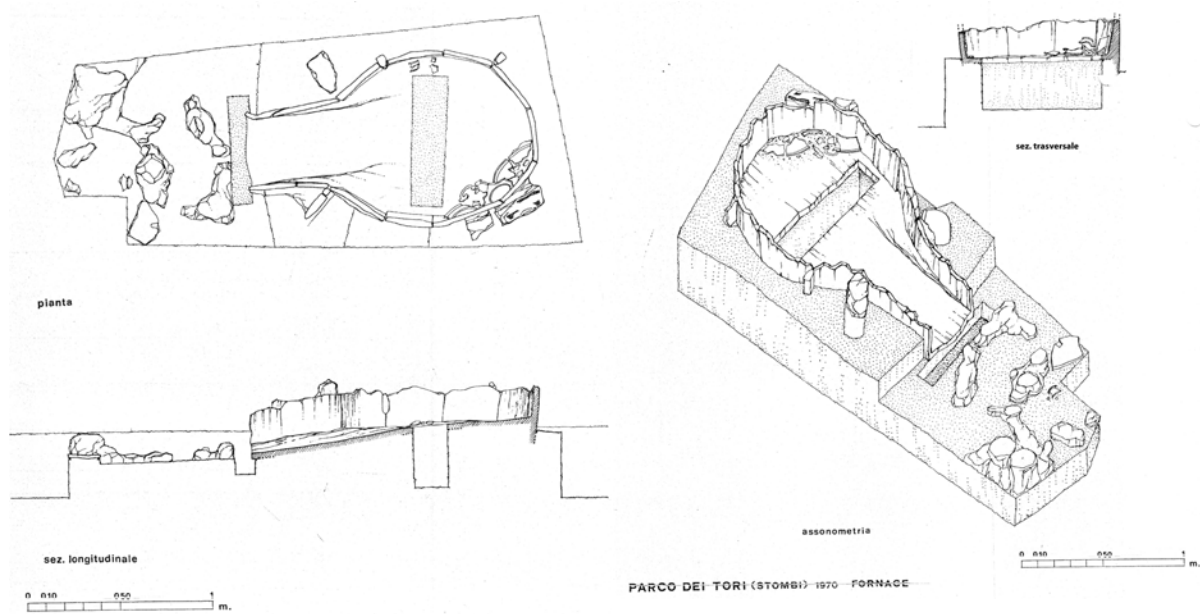 pianta
sez. longitudinale
0 0.10 0.50 1 m.
sez. trasversale
assonometria
0 0.10 0.50 1 m.
PARCO DEI TORI (STOMBI) 1970 FORNACE